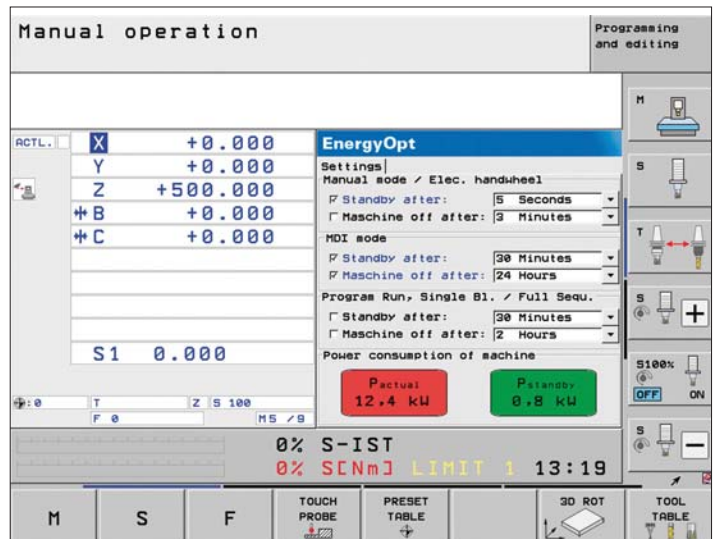 Manual operation
Programming
and editing
M
ACTL. X +0.000
Y +0.000
Z +500.000
B +0.000
C +0.000
S1 0.000
:0 T Z S 100
F 0 M5 /9
EnergyOpt
Settings
Manual mode / Elec. handwheel
Standby after: 5 Seconds
Maschine off after: 3 Minutes
MDI mode
Standby after: 30 Minutes
Maschine off after: 24 Hours
Program Run, Single Bl. / Full Sequ.
Standby after: 30 Minutes
Maschine off after: 2 Hours
Power consumption of machine
Pactual
12,4 kW
Pstandby
0,8 kW
S
T
S
+
S100%
OFF ON
S
-
0% S-IST
0% S[Nm] LIMIT 1 13:19
M
S
F
TOUCH
PROBE
PRESET
TABLE
3D ROT
TOOL
TABLE